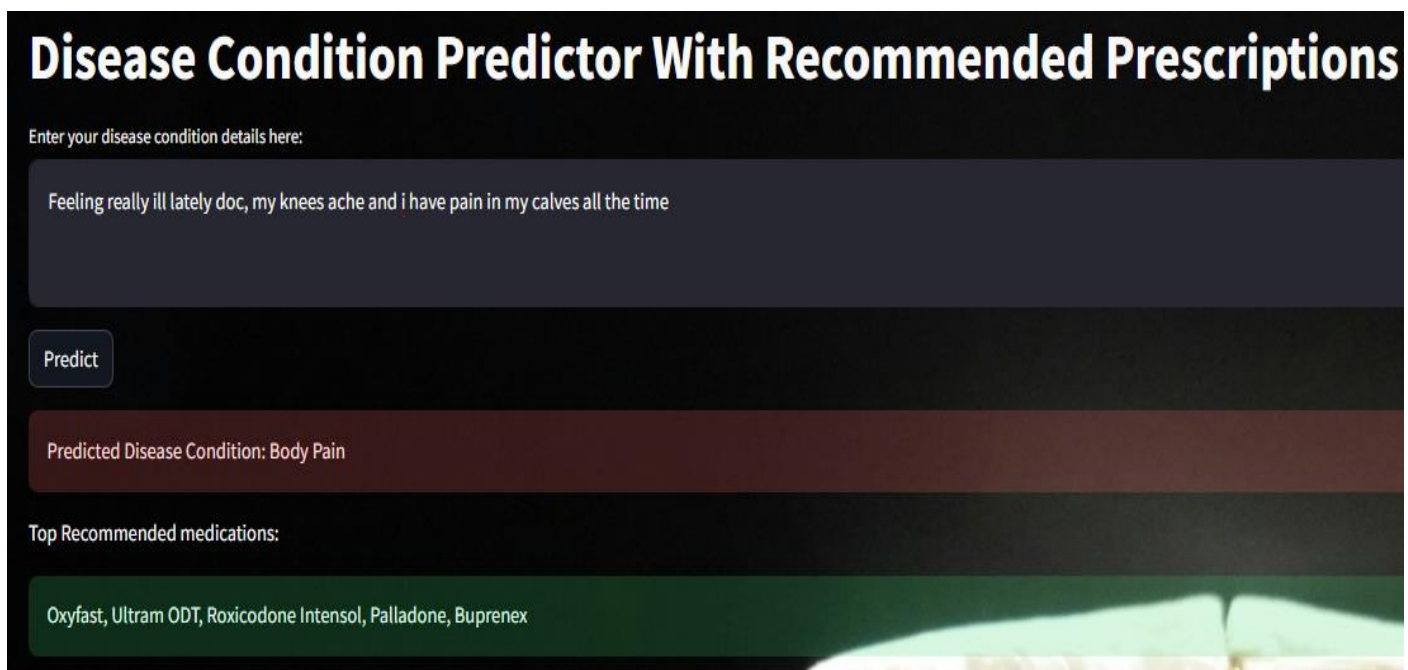 Disease Condition Predictor With Recommended Prescriptions
Enter your disease condition details here:
Feeling really ill lately doc, my knees ache and i have pain in my calves all the time
Predict
Predicted Disease Condition: Body Pain
Top Recommended medications:
Oxyfast, Ultram ODT, Roxicodone Intensol, Palladone, Buprenex